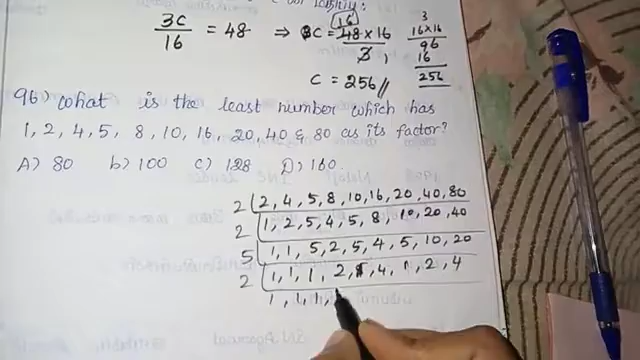 3C/16 = 48 ⇒ 3C = 48 × 16 / 3, 16
3
16×16
96
16
256
C = 256 //
96) What is the least number which has
1, 2, 4, 5, 8, 10, 16, 20, 40 & 80 as its factor?
A) 80 b) 100 C) 128 D) 160.
2 | 2, 4, 5, 8, 10, 16, 20, 40, 80
2 | 1, 2, 5, 4, 5, 8, 10, 20, 40
5 | 1, 1, 5, 2, 5, 4, 5, 10, 20
2 | 1, 1, 1, 2, 1, 4, 1, 2, 4
1, 1, 1,